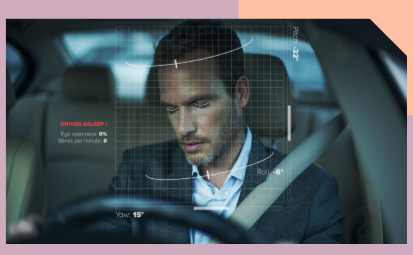 Pitch: -32°
DRIVER ASLEEP !
Eye openness: 0%
Blinks per minute: 0
Roll: -6°
Yaw: 15°